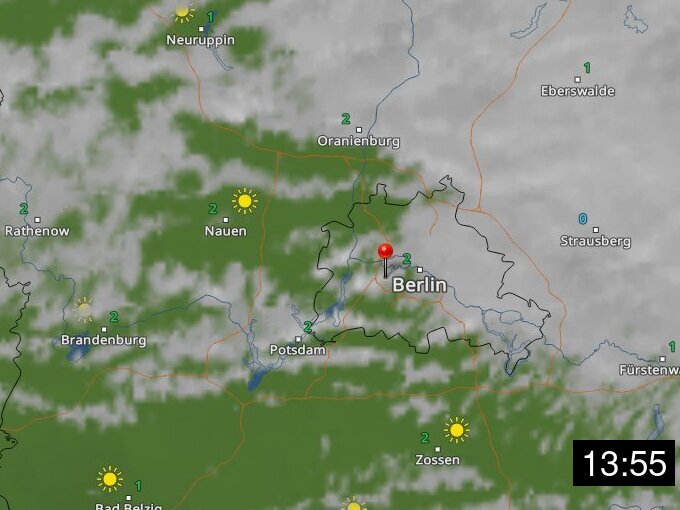 1
Neuruppin
1
Eberswalde
2
Oranienburg
2
Rathenow
2
Nauen
0
Strausberg
2
Berlin
2
Brandenburg
2
Potsdam
1
Fürstenwa
2
Zossen
13:55
1
Bad Belzig